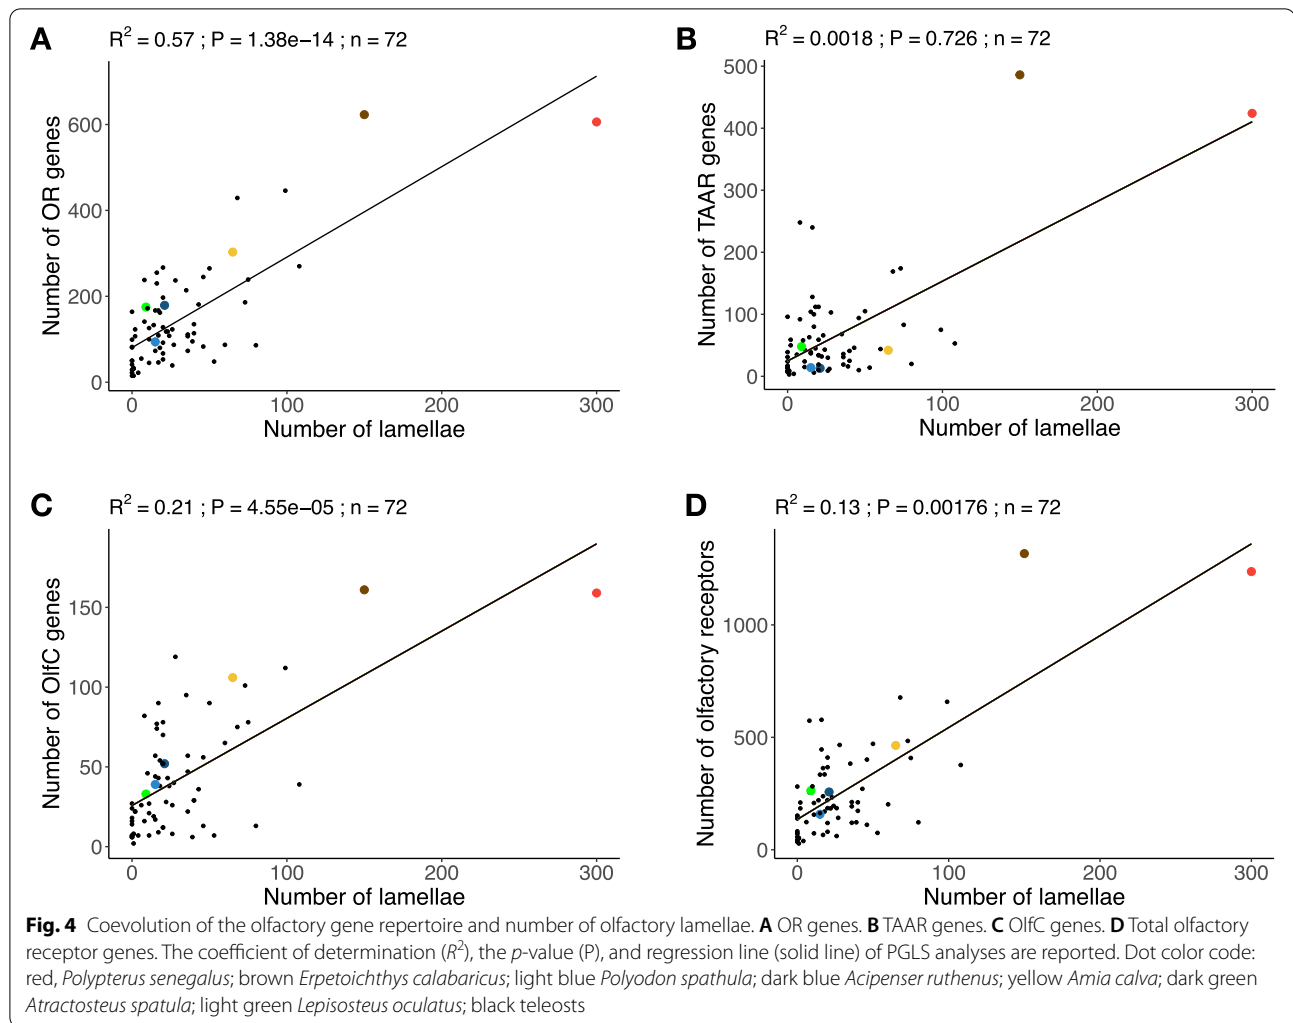 A
R² = 0.57 ; P = 1.38e−14 ; n = 72
Number of OR genes
600
400
200
0
0 100 200 300
Number of lamellae
B
R² = 0.0018 ; P = 0.726 ; n = 72
Number of TAAR genes
500
400
300
200
100
0
0 100 200 300
Number of lamellae
C
R² = 0.21 ; P = 4.55e−05 ; n = 72
Number of OlfC genes
150
100
50
0
0 100 200 300
Number of lamellae
D
R² = 0.13 ; P = 0.00176 ; n = 72
Number of olfactory receptors
1000
500
0
0 100 200 300
Number of lamellae
Fig. 4 Coevolution of the olfactory gene repertoire and number of olfactory lamellae. A OR genes. B TAAR genes. C OlfC genes. D Total olfactory
receptor genes. The coefficient of determination (R²), the p-value (P), and regression line (solid line) of PGLS analyses are reported. Dot color code:
red, Polypterus senegalus; brown Erpetoichthys calabaricus; light blue Polyodon spathula; dark blue Acipenser ruthenus; yellow Amia calva; dark green
Atractosteus spatula; light green Lepisosteus oculatus; black teleosts